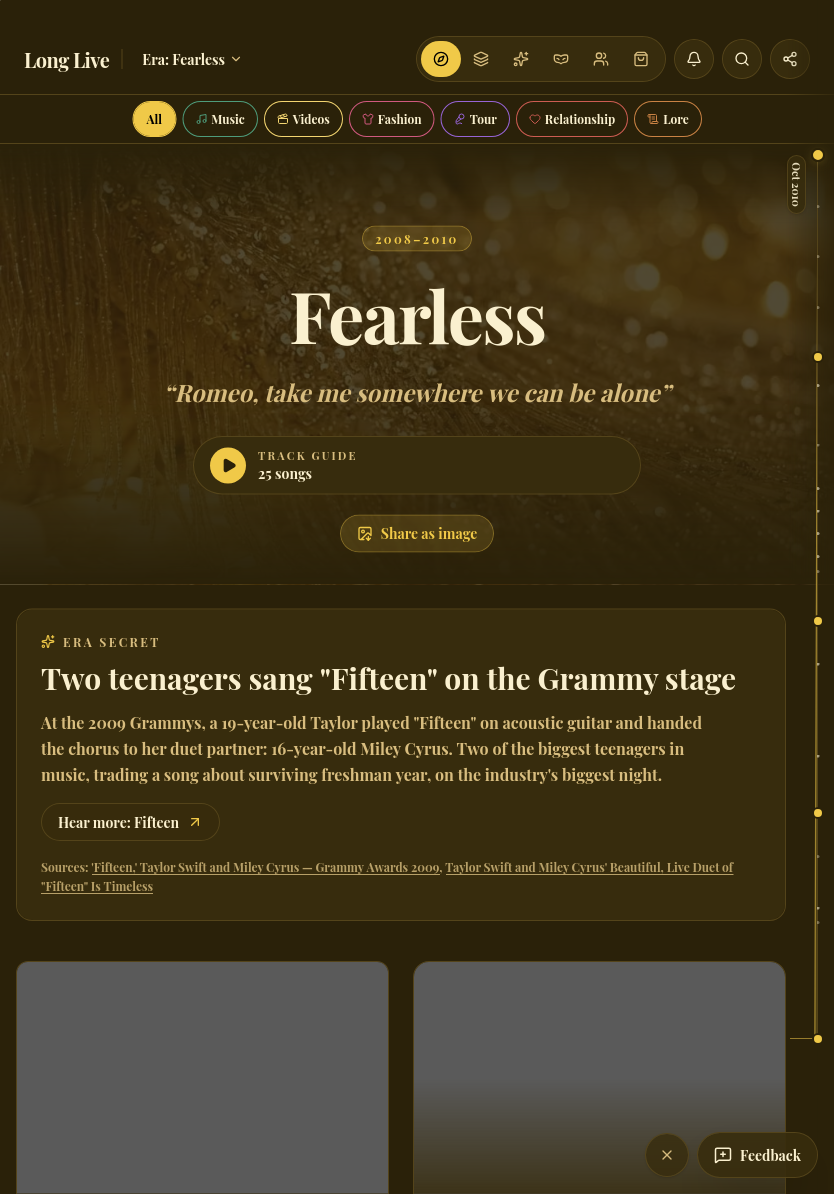 Long Live
Era: Fearless
All
Music
Videos
Fashion
Tour
Relationship
Lore
Oct 2010
2008–2010
Fearless
“Romeo, take me somewhere we can be alone”
TRACK GUIDE
25 songs
Share as image
ERA SECRET
Two teenagers sang "Fifteen" on the Grammy stage
At the 2009 Grammys, a 19-year-old Taylor played "Fifteen" on acoustic guitar and handed
the chorus to her duet partner: 16-year-old Miley Cyrus. Two of the biggest teenagers in
music, trading a song about surviving freshman year, on the industry's biggest night.
Hear more: Fifteen
Sources: 'Fifteen,' Taylor Swift and Miley Cyrus — Grammy Awards 2009, Taylor Swift and Miley Cyrus' Beautiful, Live Duet of
"Fifteen" Is Timeless
Feedback